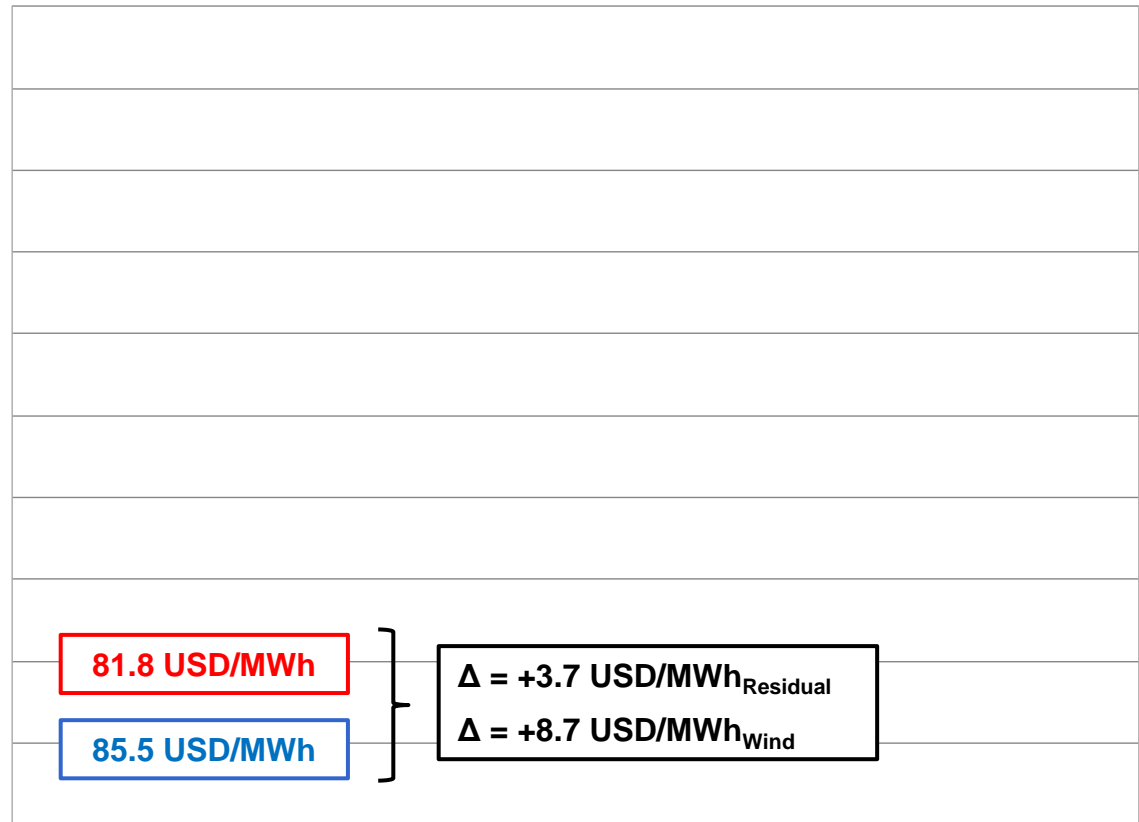 81.8 USD/MWh
85.5 USD/MWh
Δ = +3.7 USD/MWhResidual
Δ = +8.7 USD/MWhWind